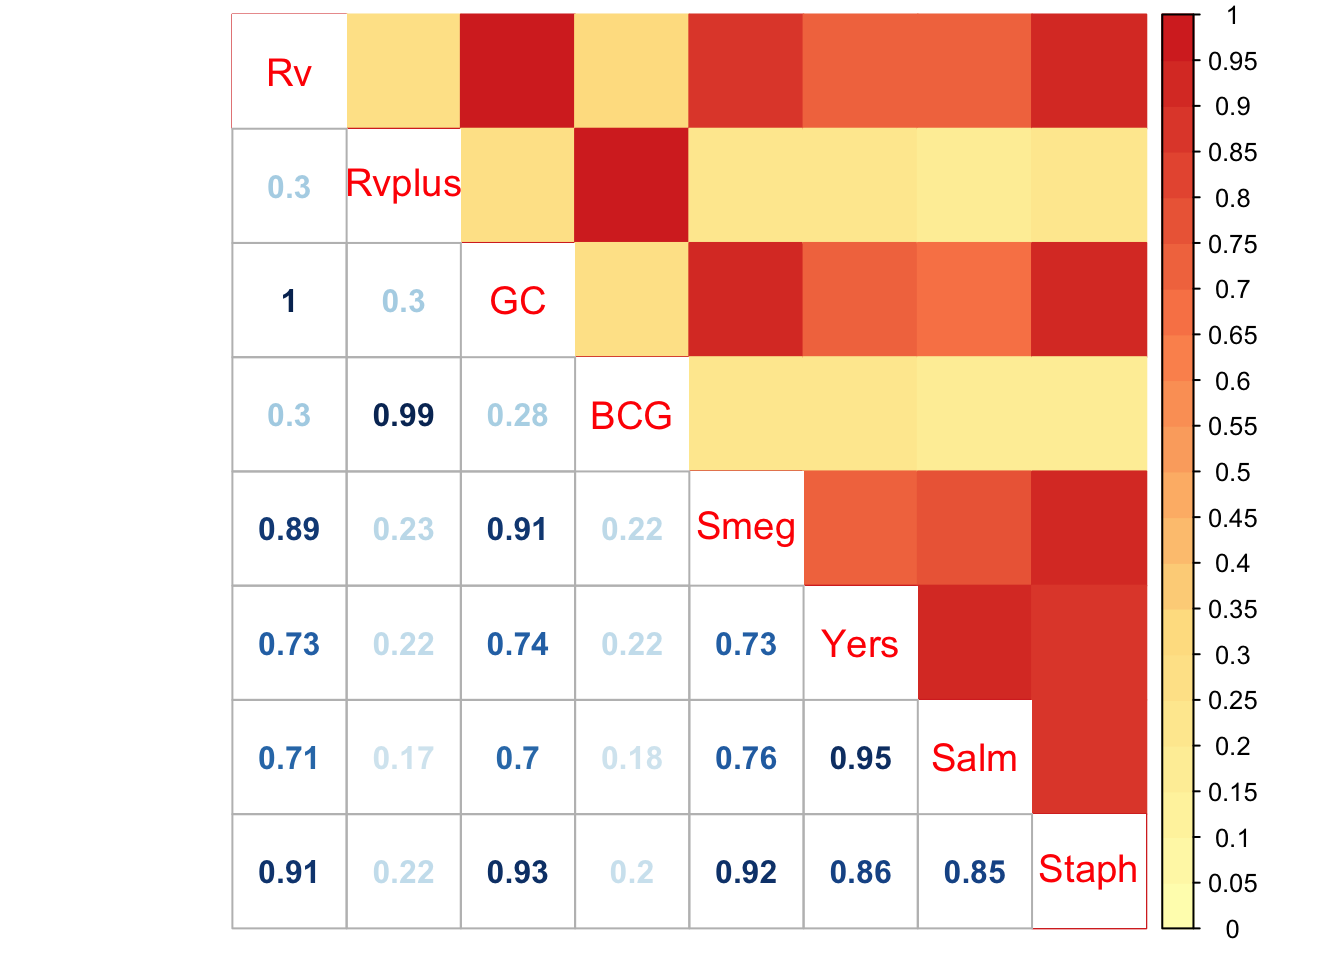 Rv
0.3 Rvplus
1 0.3 GC
0.3 0.99 0.28 BCG
0.89 0.23 0.91 0.22 Smeg
0.73 0.22 0.74 0.22 0.73 Yers
0.71 0.17 0.7 0.18 0.76 0.95 Salm
0.91 0.22 0.93 0.2 0.92 0.86 0.85 Staph
1
0.95
0.9
0.85
0.8
0.75
0.7
0.65
0.6
0.55
0.5
0.45
0.4
0.35
0.3
0.25
0.2
0.15
0.1
0.05
0